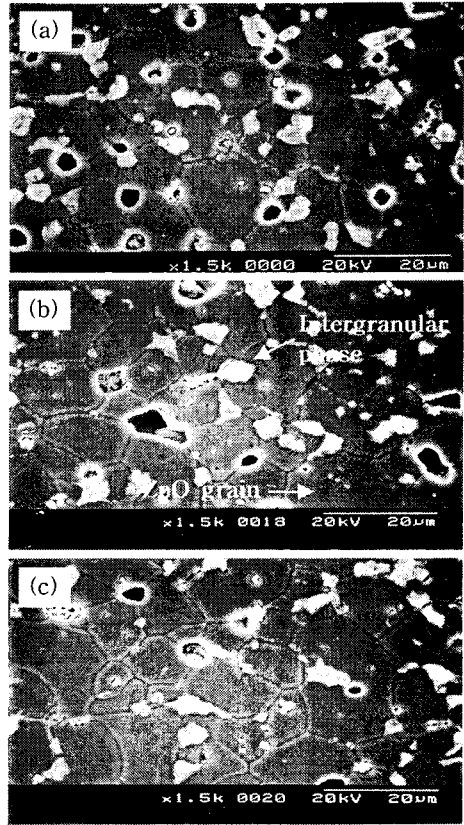 (a)
x1.5k 0000 20kV 20μm
(b)
Intergranular
phase
ZnO grain
x1.5k 0018 20kV 20μm
(c)
x1.5k 0020 20kV 20μm